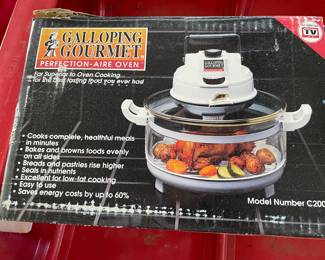 GALLOPING
GOURMET
PERFECTION-AIRE OVEN
For Superior to Oven Cooking...
for the best tasting food you ever had
• Cooks complete, healthful meals
in minutes
• Bakes and browns foods evenly
on all sides
• Breads and pastries rise higher
• Seals in nutrients
• Excellent for low-fat cooking
• Easy to use
• Saves energy costs by up to 60%
GALLOPING
GOURMET
TV
Model Number C200